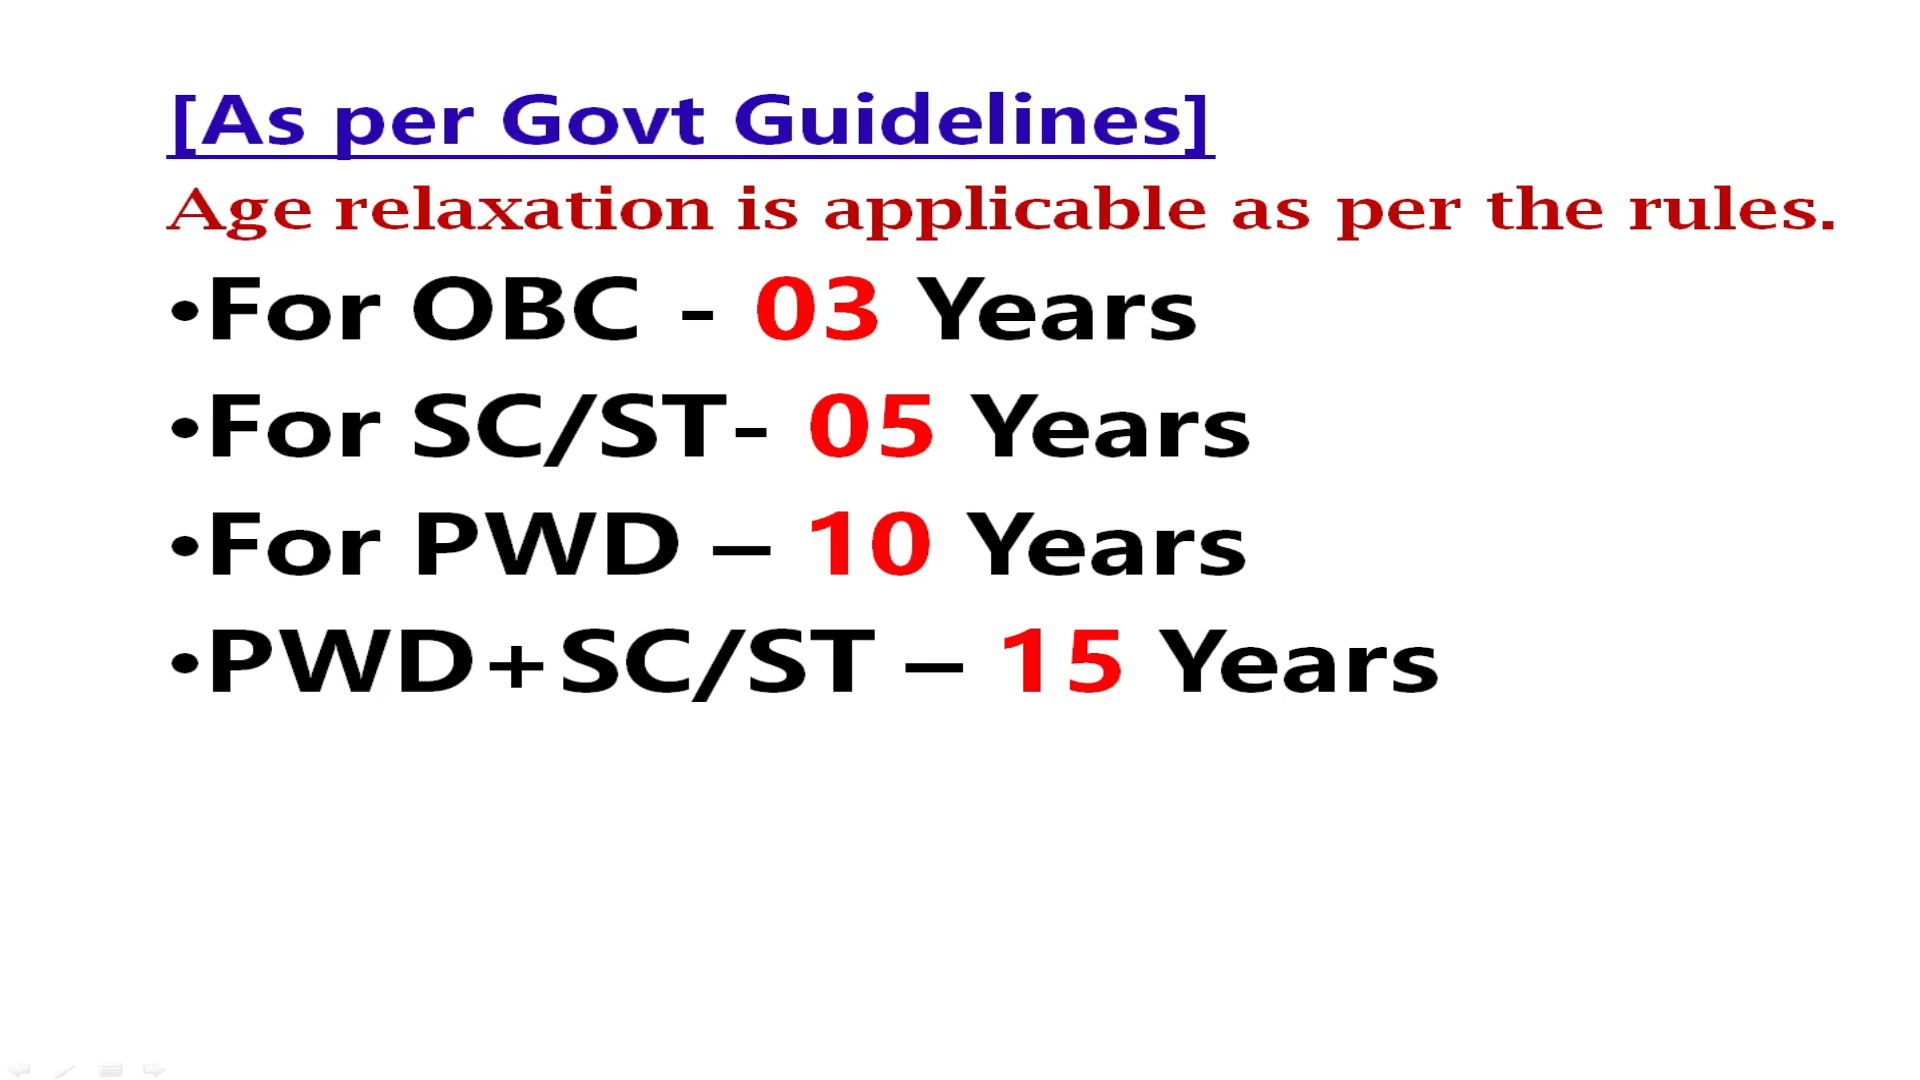 [As per Govt Guidelines]
Age relaxation is applicable as per the rules.
•For OBC - 03 Years
•For SC/ST- 05 Years
•For PWD – 10 Years
•PWD+SC/ST – 15 Years